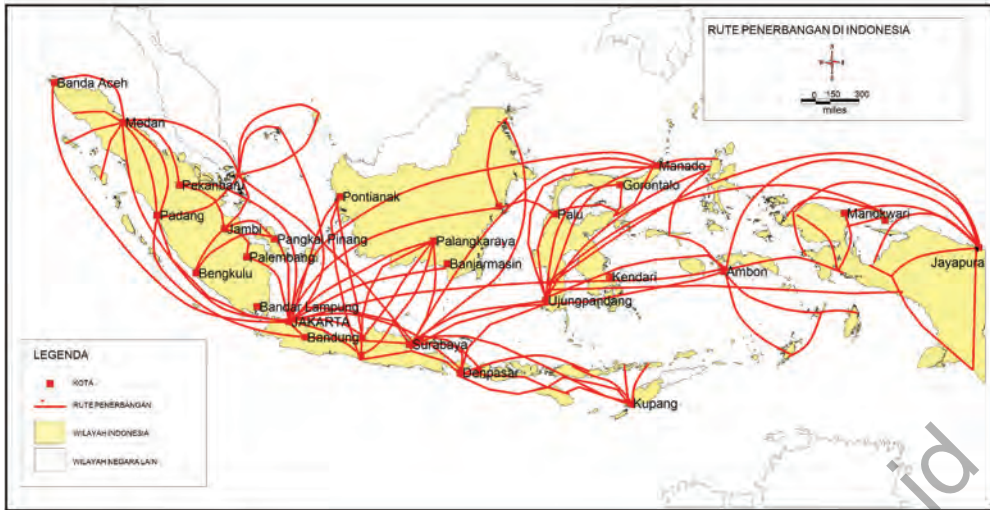 RUTE PENERBANGAN DI INDONESIA
0 150 300
miles
Banda Aceh
Medan
Manado
Pekanbaru
Gorontalo
Pontianak
Padang
Palu
Manokwari
Jambi
Pangkal Pinang
Palangkaraya
Palembang
Banjarmasin
Jayapura
Bengkulu
Kendari
Ambon
Bandar Lampung
Ujungpandang
JAKARTA
Bandung
Surabaya
Denpasar
Kupang
LEGENDA
KOTA
RUTE PENERBANGAN
WILAYAH INDONESIA
WILAYAH NEGARA LAIN
id